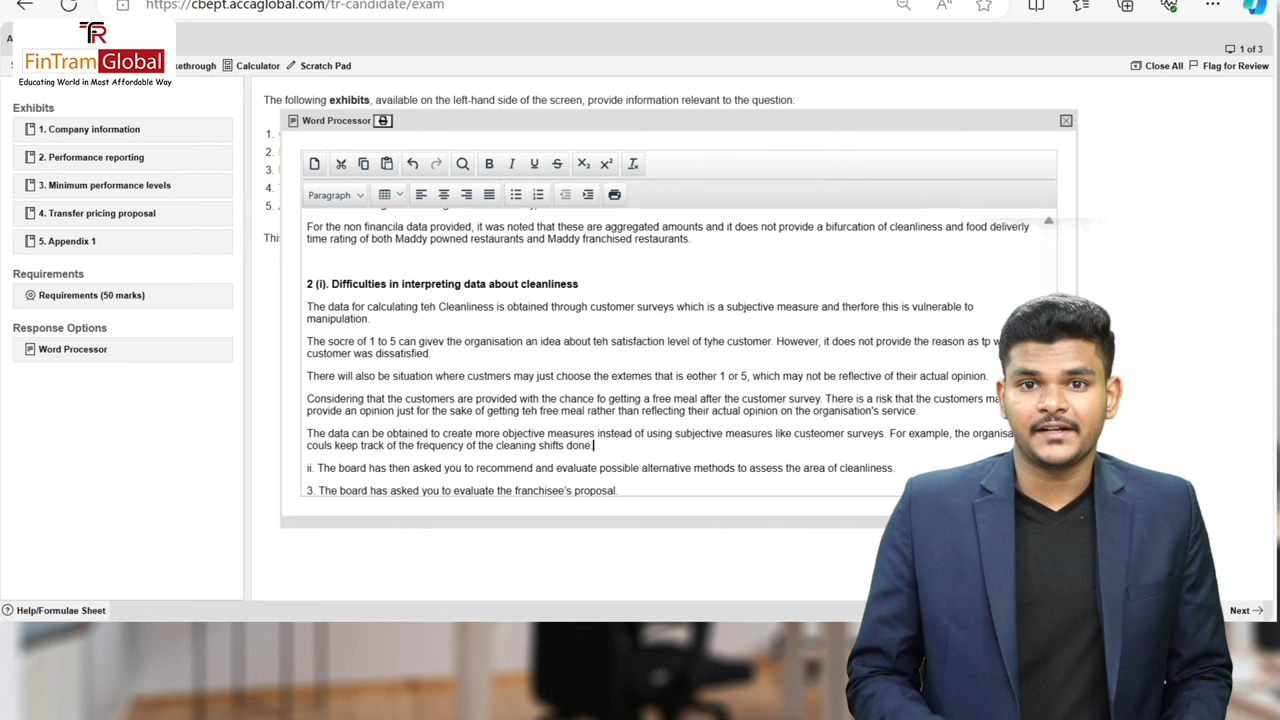 https://cbept.accaglobal.com/tr-candidate/exam
TR
FinTram Global
Educating World in Most Affordable Way
A
1 of 3
kethrough Calculator Scratch Pad
Close All Flag for Review
Exhibits
1. Company information
2. Performance reporting
3. Minimum performance levels
4. Transfer pricing proposal
5. Appendix 1
Requirements
Requirements (50 marks)
Response Options
Word Processor
The following exhibits, available on the left-hand side of the screen, provide information relevant to the question:
1.
2.
3.
4.
5.
This
Word Processor
B I U S X₂ X² Tx
Paragraph
For the non financila data provided, it was noted that these are aggregated amounts and it does not provide a bifurcation of cleanliness and food deliverly
time rating of both Maddy powned restaurants and Maddy franchised restaurants.
2 (i). Difficulties in interpreting data about cleanliness
The data for calculating teh Cleanliness is obtained through customer surveys which is a subjective measure and therfore this is vulnerable to
manipulation.
The socre of 1 to 5 can givev the organisation an idea about teh satisfaction level of tyhe customer. However, it does not provide the reason as tp w
customer was dissatisfied.
There will also be situation where custmers may just choose the extemes that is eother 1 or 5, which may not be reflective of their actual opinion.
Considering that the customers are provided with the chance fo getting a free meal after the customer survey. There is a risk that the customers ma
provide an opinion just for the sake of getting teh free meal rather than reflecting their actual opinion on the organisation's service.
The data can be obtained to create more objective measures instead of using subjective measures like custeomer surveys. For example, the organisa
couls keep track of the frequency of the cleaning shifts done
ii. The board has then asked you to recommend and evaluate possible alternative methods to assess the area of cleanliness.
3. The board has asked you to evaluate the franchisee's proposal.
Help/Formulae Sheet
Next